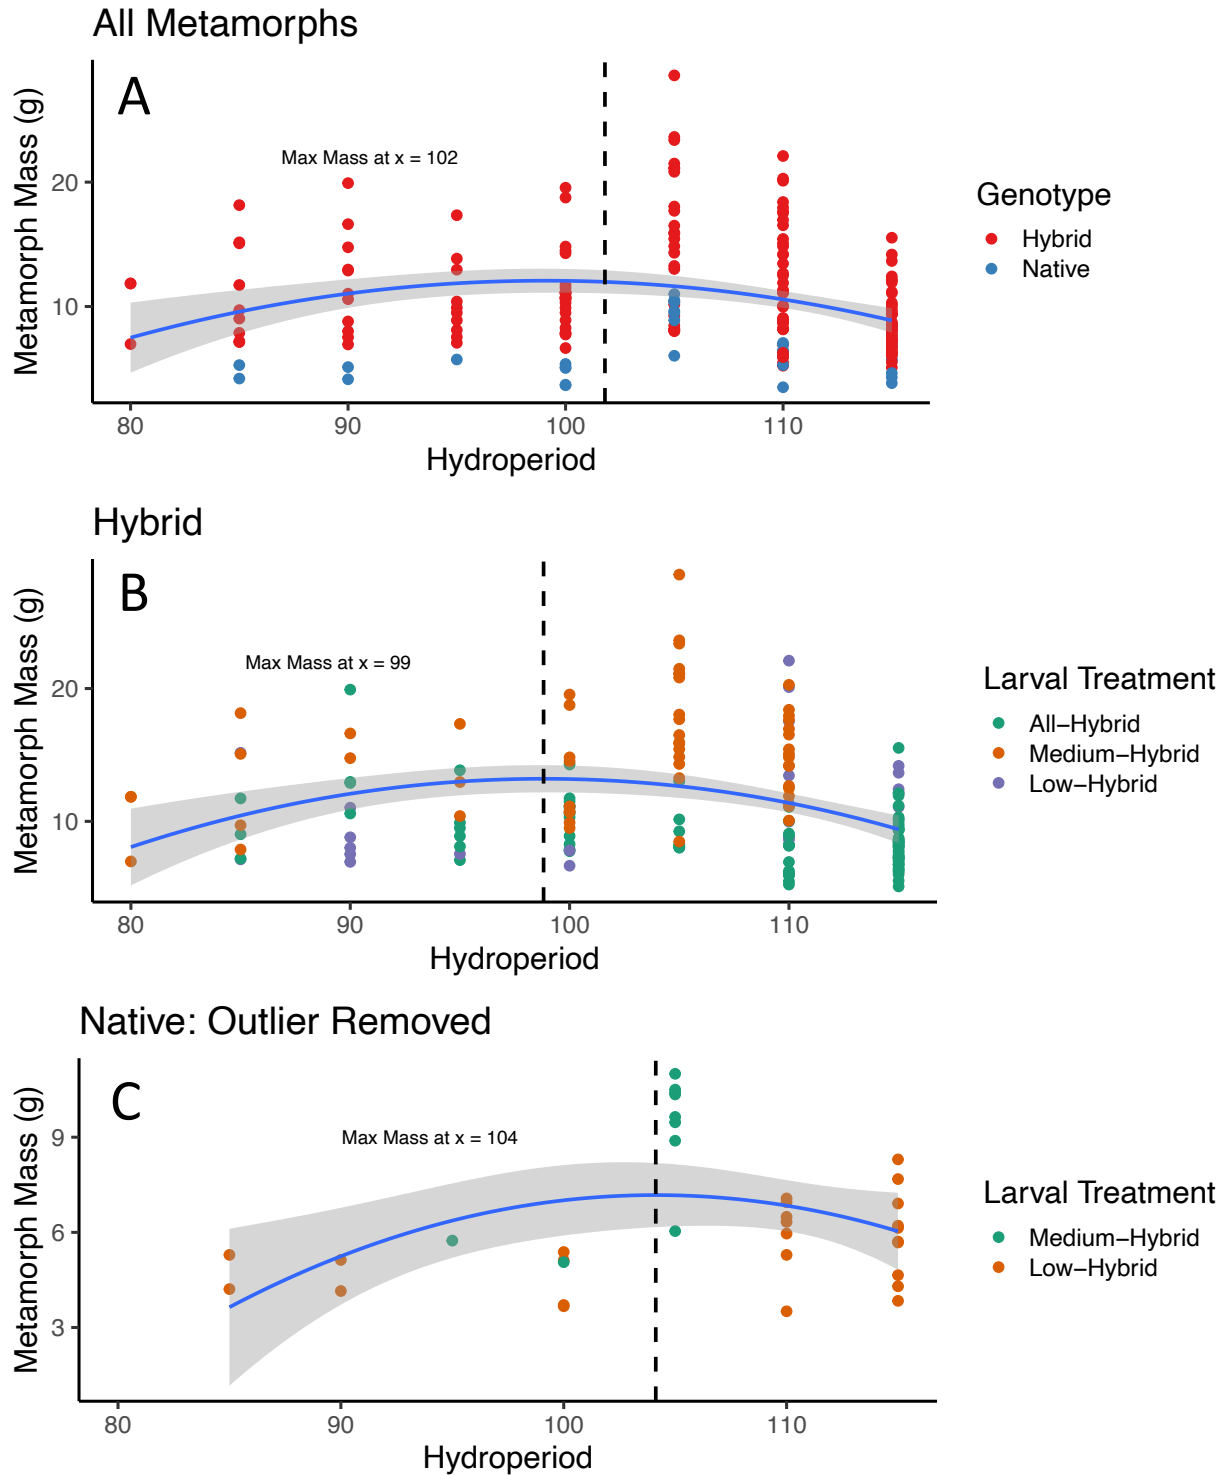 All Metamorphs
A
Metamorph Mass (g)
Max Mass at x = 102
20
10
80 90 100 110
Hydroperiod
Genotype
Hybrid
Native
Hybrid
B
Metamorph Mass (g)
Max Mass at x = 99
20
10
80 90 100 110
Hydroperiod
Larval Treatment
All−Hybrid
Medium−Hybrid
Low−Hybrid
Native: Outlier Removed
C
Metamorph Mass (g)
Max Mass at x = 104
9
6
3
80 90 100 110
Hydroperiod
Larval Treatment
Medium−Hybrid
Low−Hybrid